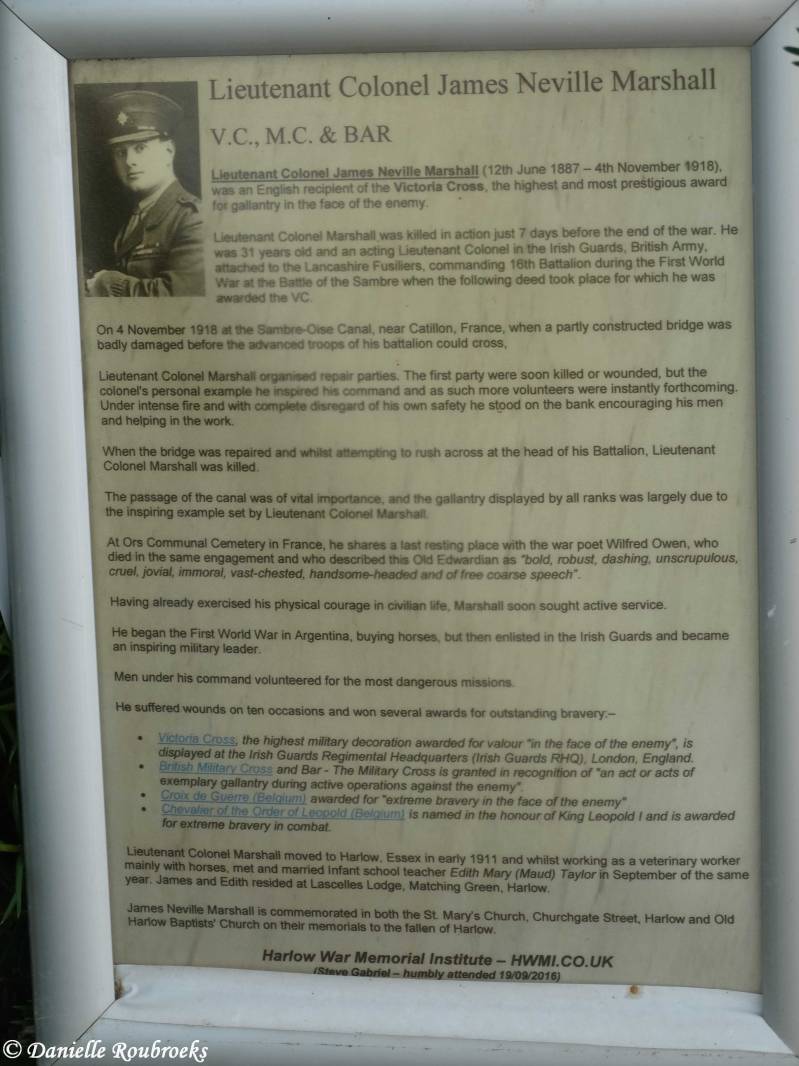 Lieutenant Colonel James Neville Marshall
V.C., M.C. & BAR
Lieutenant Colonel James Neville Marshall (12th June 1887 – 4th November 1918),
was an English recipient of the Victoria Cross, the highest and most prestigious award
for gallantry in the face of the enemy.
Lieutenant Colonel Marshall was killed in action just 7 days before the end of the war. He
was 31 years old and an acting Lieutenant Colonel in the Irish Guards, British Army,
attached to the Lancashire Fusiliers, commanding 16th Battalion during the First World
War at the Battle of the Sambre when the following deed took place for which he was
awarded the VC.
On 4 November 1918 at the Sambre-Oise Canal, near Catillon, France, when a partly constructed bridge was
badly damaged before the advanced troops of his battalion could cross,
Lieutenant Colonel Marshall organised repair parties. The first party were soon killed or wounded, but the
colonel's personal example he inspired his command and as such more volunteers were instantly forthcoming.
Under intense fire and with complete disregard of his own safety he stood on the bank encouraging his men
and helping in the work.
When the bridge was repaired and whilst attempting to rush across at the head of his Battalion, Lieutenant
Colonel Marshall was killed.
The passage of the canal was of vital importance, and the gallantry displayed by all ranks was largely due to
the inspiring example set by Lieutenant Colonel Marshall.
At Ors Communal Cemetery in France, he shares a last resting place with the war poet Wilfred Owen, who
died in the same engagement and who described this Old Edwardian as "bold, robust, dashing, unscrupulous,
cruel, jovial, immoral, vast-chested, handsome-headed and of free coarse speech".
Having already exercised his physical courage in civilian life, Marshall soon sought active service.
He began the First World War in Argentina, buying horses, but then enlisted in the Irish Guards and became
an inspiring military leader.
Men under his command volunteered for the most dangerous missions.
He suffered wounds on ten occasions and won several awards for outstanding bravery:–
• Victoria Cross, the highest military decoration awarded for valour "in the face of the enemy", is
displayed at the Irish Guards Regimental Headquarters (Irish Guards RHQ), London, England.
• British Military Cross and Bar - The Military Cross is granted in recognition of "an act or acts of
exemplary gallantry during active operations against the enemy".
• Croix de Guerre (Belgium) awarded for "extreme bravery in the face of the enemy"
• Chevalier of the Order of Leopold (Belgium) is named in the honour of King Leopold I and is awarded
for extreme bravery in combat.
Lieutenant Colonel Marshall moved to Harlow, Essex in early 1911 and whilst working as a veterinary worker
mainly with horses, met and married Infant school teacher Edith Mary (Maud) Taylor in September of the same
year. James and Edith resided at Lascelles Lodge, Matching Green, Harlow.
James Neville Marshall is commemorated in both the St. Mary's Church, Churchgate Street, Harlow and Old
Harlow Baptists' Church on their memorials to the fallen of Harlow.
Harlow War Memorial Institute – HWMI.CO.UK
(Steve Gabriel – humbly attended 19/09/2016)
© Danielle Roubroeks